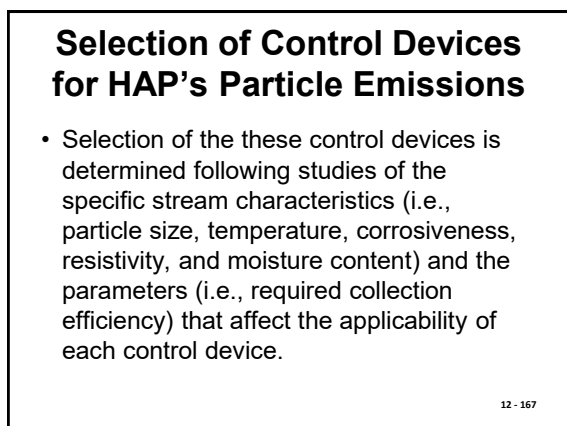 Selection of Control Devices
for HAP's Particle Emissions
• Selection of the these control devices is
determined following studies of the
specific stream characteristics (i.e.,
particle size, temperature, corrosiveness,
resistivity, and moisture content) and the
parameters (i.e., required collection
efficiency) that affect the applicability of
each control device.
12 - 167